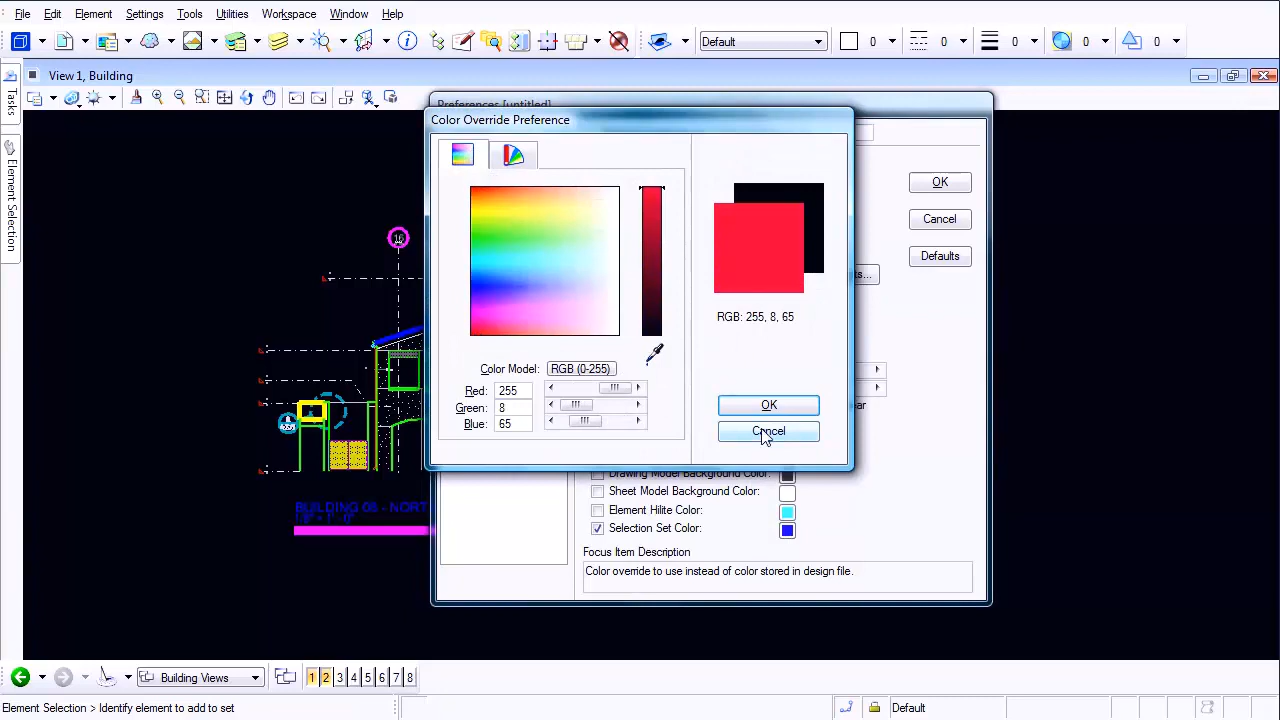 File Edit Element Settings Tools Utilities Workspace Window Help
Default 0 0 0 0 0
View 1, Building
Tasks
Element Selection
Preferences [untitled]
Color Override Preference
OK
Cancel
Defaults
16
RGB: 255, 8, 65
Color Model: RGB (0-255)
Red: 255
Green: 8
Blue: 65
OK
Cancel
Drawing Model Background Color:
Sheet Model Background Color:
Element Hilite Color:
Selection Set Color:
Focus Item Description
Color override to use instead of color stored in design file.
BUILDING 08 - NORT
1/8" = 1'-0"
Building Views 1 2 3 4 5 6 7 8
Element Selection > Identify element to add to set
Default